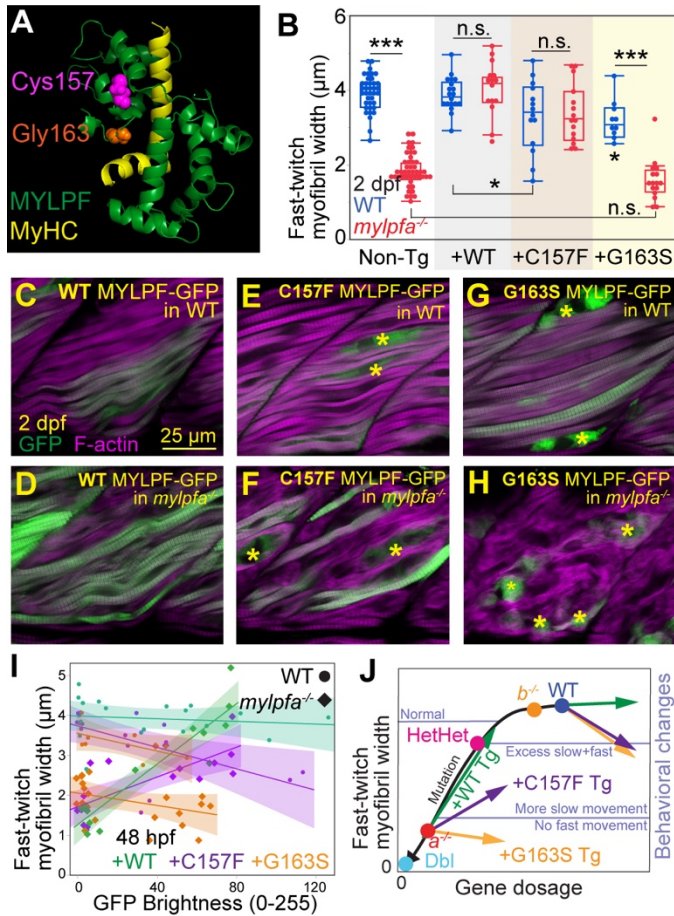 A
Cys157
Gly163
MYLPF
MyHC
B
Fast-twitch
myofibril width (µm)
6
4
2
0
***
n.s.
n.s.
***
*
*
n.s.
2 dpf
WT
mylpfa-/-
Non-Tg +WT +C157F +G163S
C WT MYLPF-GFP
in WT
2 dpf
GFP F-actin 25 µm
E C157F MYLPF-GFP
in WT
*
*
G G163S MYLPF-GFP
in WT
*
*
D WT MYLPF-GFP
in mylpfa-/-
F C157F MYLPF-GFP
in mylpfa-/-
*
*
H G163S MYLPF-GFP
in mylpfa-/-
*
*
*
*
I
Fast-twitch
myofibril width (µm)
5
4
3
2
1
0
WT
mylpfa-/-
48 hpf
+WT +C157F +G163S
0 40 80 120
GFP Brightness (0-255)
J
Fast-twitch
myofibril width
0
Normal
HetHet
b-/-
WT
Mutation
+WT Tg
Excess slow+fast
+C157F Tg
More slow movement
No fast movement
a-/-
+G163S Tg
Dbl
0
Gene dosage
Behavioral changes